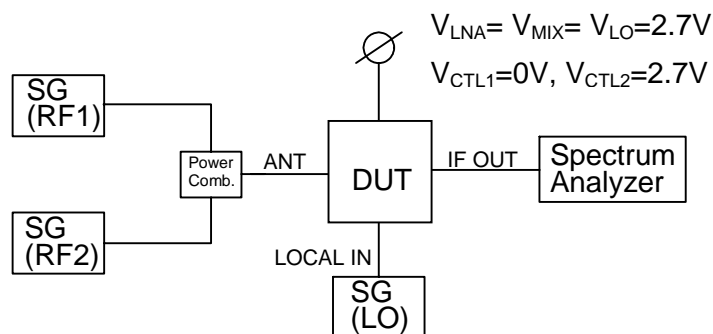 V_LNA= V_MIX= V_LO=2.7V
V_CTL1=0V, V_CTL2=2.7V
SG
(RF1)
Power
Comb.
ANT
DUT
IF OUT
Spectrum
Analyzer
SG
(RF2)
LOCAL IN
SG
(LO)